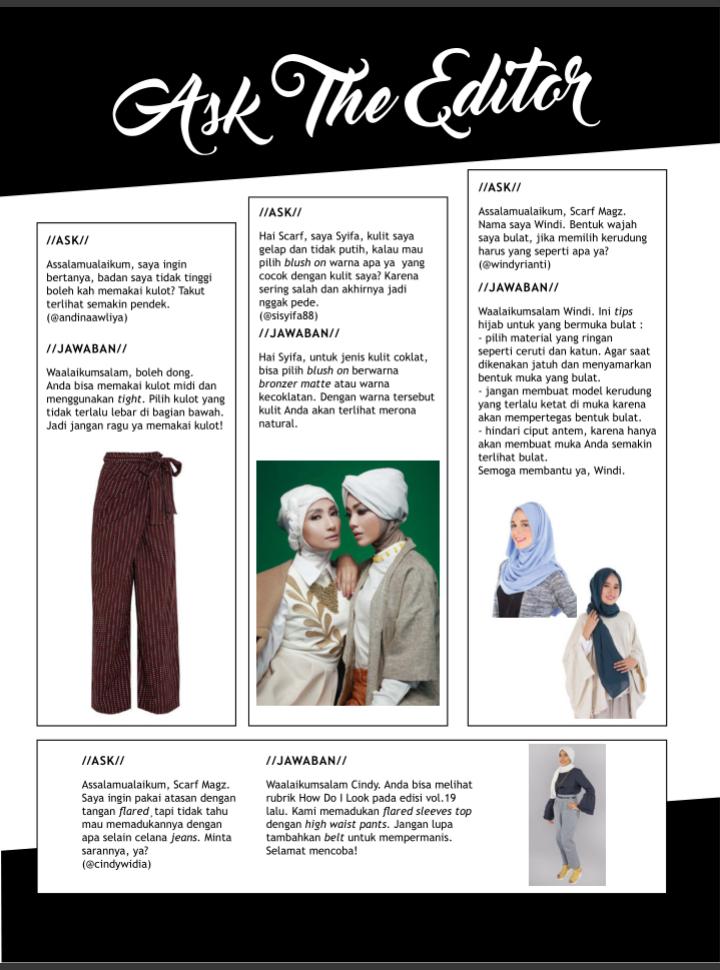 Ask The Editor
//ASK//
Assalamualaikum, saya ingin
bertanya, badan saya tidak tinggi
boleh kah memakai kulot? Takut
terlihat semakin pendek.
(@andinaawliya)
//JAWABAN//
Waalaikumsalam, boleh dong.
Anda bisa memakai kulot midi dan
menggunakan tight. Pilih kulot yang
tidak terlalu lebar di bagian bawah.
Jadi jangan ragu ya memakai kulot!
//ASK//
Hai Scarf, saya Syifa, kulit saya
gelap dan tidak putih, kalau mau
pilih blush on warna apa ya yang
cocok dengan kulit saya? Karena
sering salah dan akhirnya jadi
nggak pede.
(@sisyifa88)
//JAWABAN//
Hai Syifa, untuk jenis kulit coklat,
bisa pilih blush on berwarna
bronzer matte atau warna
kecoklatan. Dengan warna tersebut
kulit Anda akan terlihat merona
natural.
//ASK//
Assalamualaikum, Scarf Magz.
Nama saya Windi. Bentuk wajah
saya bulat, jika memilih kerudung
harus yang seperti apa ya?
(@windyrianti)
//JAWABAN//
Waalaikumsalam Windi. Ini tips
hijab untuk yang bermuka bulat :
- pilih material yang ringan
seperti ceruti dan katun. Agar saat
dikenakan jatuh dan menyamarkan
bentuk muka yang bulat.
- jangan membuat model kerudung
yang terlalu ketat di muka karena
akan mempertegas bentuk bulat.
- hindari ciput antem, karena hanya
akan membuat muka Anda semakin
terlihat bulat.
Semoga membantu ya, Windi.
//ASK//
Assalamualaikum, Scarf Magz.
Saya ingin pakai atasan dengan
tangan flared, tapi tidak tahu
mau memadukannya dengan
apa selain celana jeans. Minta
sarannya, ya?
(@cindywidia)
//JAWABAN//
Waalaikumsalam Cindy. Anda bisa melihat
rubrik How Do I Look pada edisi vol.19
lalu. Kami memadukan flared sleeves top
dengan high waist pants. Jangan lupa
tambahkan belt untuk mempermanis.
Selamat mencoba!